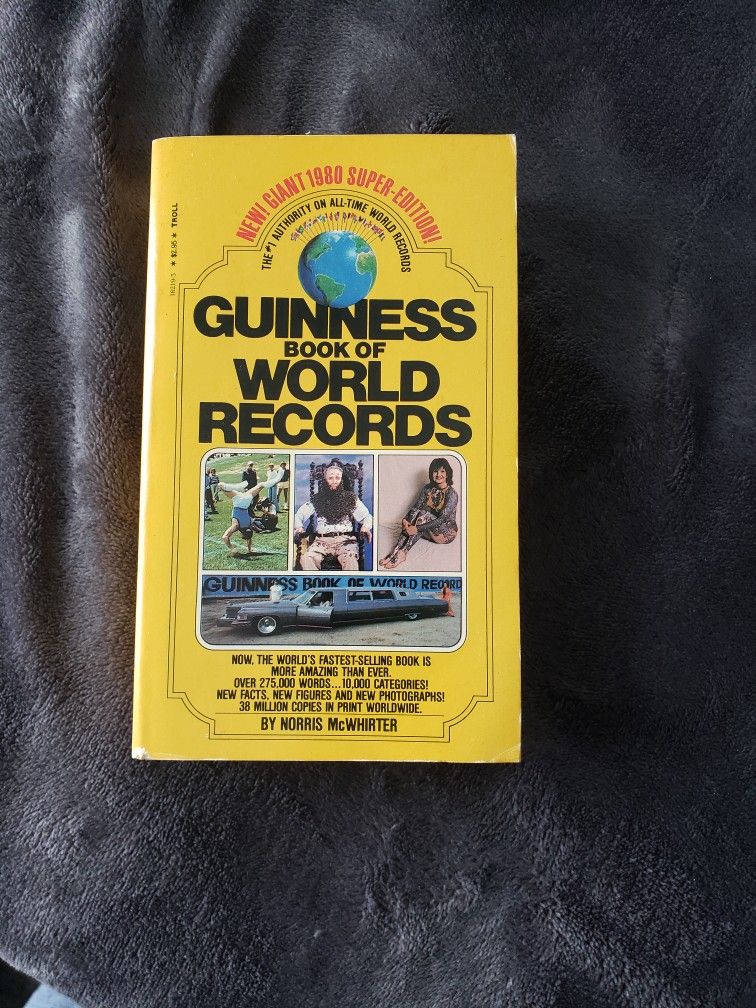 16219-5 * $2.95 * TROLL
NEW! GIANT 1980 SUPER-EDITION!
THE #1 AUTHORITY ON ALL-TIME WORLD RECORDS
GUINNESS
BOOK OF
WORLD
RECORDS
GUINNESS BOOK OF WORLD RECORD
NOW, THE WORLD'S FASTEST-SELLING BOOK IS
MORE AMAZING THAN EVER.
OVER 275,000 WORDS...10,000 CATEGORIES!
NEW FACTS, NEW FIGURES AND NEW PHOTOGRAPHS!
38 MILLION COPIES IN PRINT WORLDWIDE.
BY NORRIS McWHIRTER